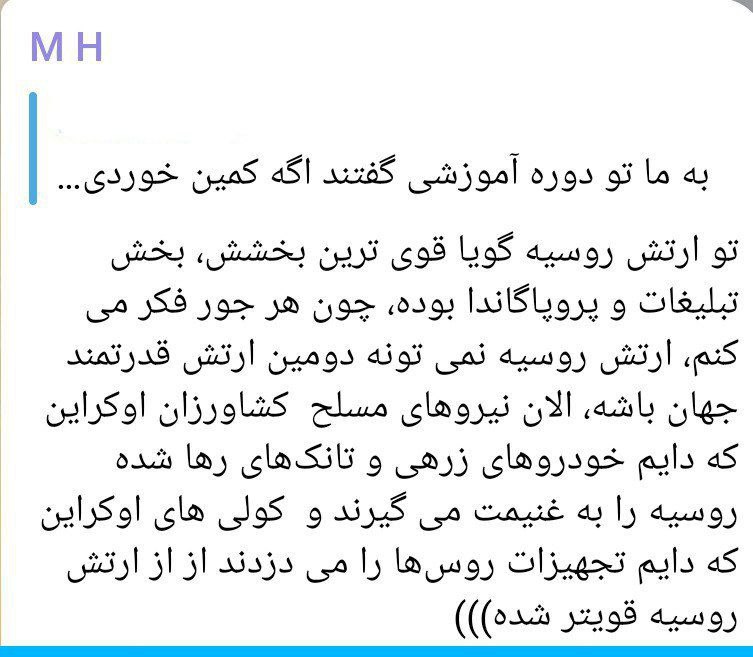 M H
به ما تو دوره آموزشی گفتند اگه کمین خوردی...
تو ارتش روسیه گویا قوی ترین بخشش، بخش
تبلیغات و پروپاگاندا بوده، چون هر جور فکر می
کنم، ارتش روسیه نمی تونه دومین ارتش قدرتمند
جهان باشه، الان نیروهای مسلح  کشاورزان اوکراین
که دایم خودروهای زرهی و تانک‌های رها شده
روسیه را به غنیمت می گیرند و  کولی های اوکراین
که دایم تجهیزات روس‌ها را می دزدند از از ارتش
روسیه قویتر شده)))